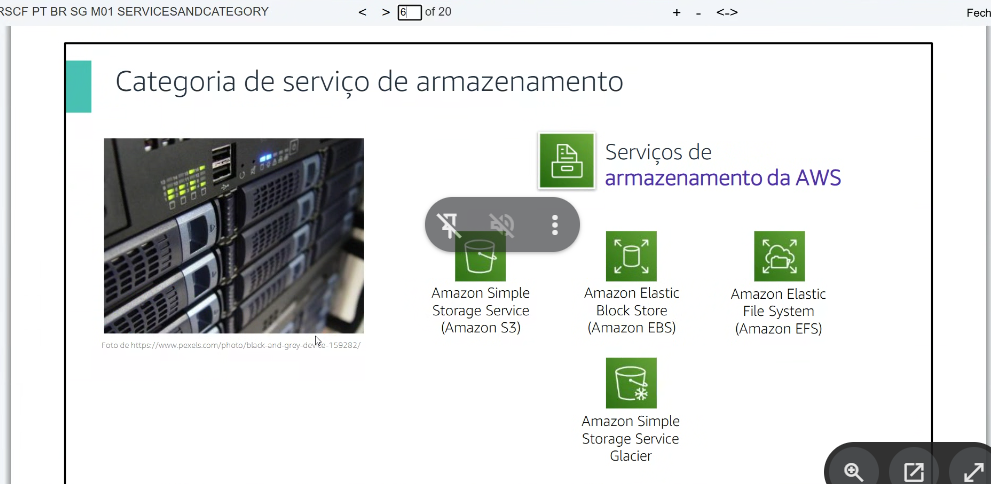 RSCF PT BR SG M01 SERVICESANDCATEGORY
< > 6 of 20
+ - <->
Fech
Categoria de serviço de armazenamento
Serviços de
armazenamento da AWS
Amazon Simple
Storage Service
(Amazon S3)
Amazon Elastic
Block Store
(Amazon EBS)
Amazon Elastic
File System
(Amazon EFS)
Foto de https://www.pexels.com/photo/black-and-grey-device-159282/
Amazon Simple
Storage Service
Glacier